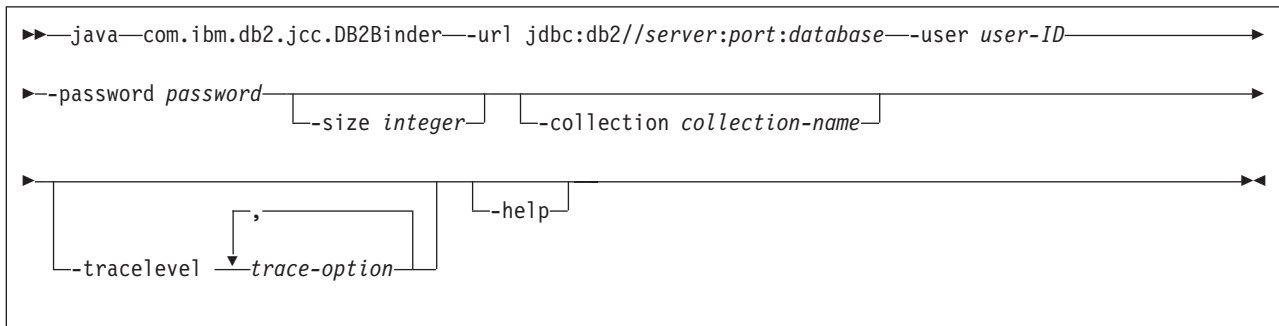 java com.ibm.db2.jcc.DB2Binder -url jdbc:db2//server:port:database -user user-ID
-password password
-size integer -collection collection-name
,
-help
-tracelevel trace-option